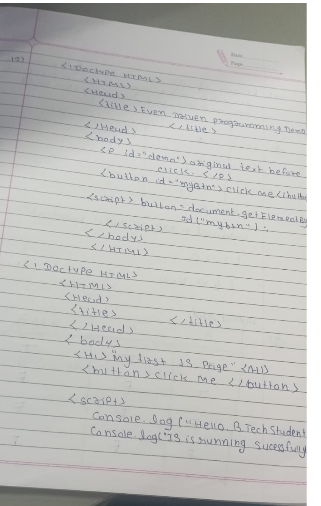 Date
Page
<!Doctype HTML>
<HTML>
<Head>
<title> Even Driven programming Demo
</title>
</Head>
<body>
<P id="demo"> original text before
click </P>
<button id="mybtn"> click me </butt
<script> button = document.getElementBy
Id ("mybtn");
</script>
</body>
</HTML>
<! Doctype HTML>
<HTML>
<Head>
<title> </title>
</Head>
<body>
<H1> "My first JS Page" </H1>
<button> click me </button>
<script>
Console.log ("Hello, B.Tech Student
Console.log("JS is running Sucessfully